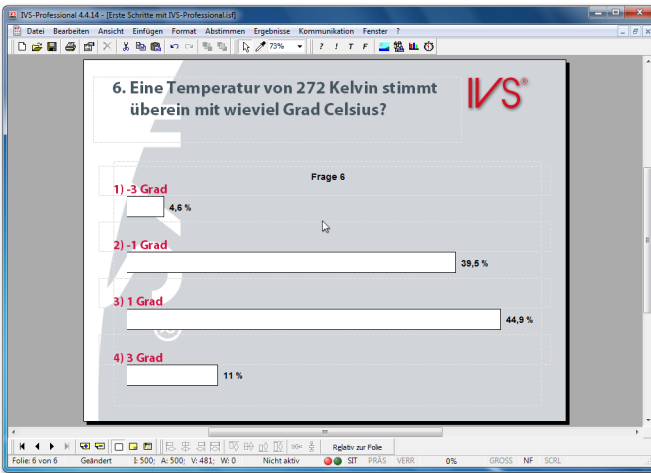 IVS-Professional 4.4.14 - [Erste Schritte mit IVS-Professional.isf]
Datei Bearbeiten Ansicht Einfügen Format Abstimmen Ergebnisse Kommunikation Fenster ?
73% ? ! T F
6. Eine Temperatur von 272 Kelvin stimmt
überein mit wieviel Grad Celsius?
IVS®
Frage 6
1) -3 Grad
4,6 %
2) -1 Grad
39,5 %
3) 1 Grad
44,9 %
4) 3 Grad
11 %
Relativ zur Folie
Folie: 6 von 6 Geändert I: 500; A: 500; V: 481; W: 0 Nicht aktiv SIT PRÄS VERR 0% GROSS NF SCRL